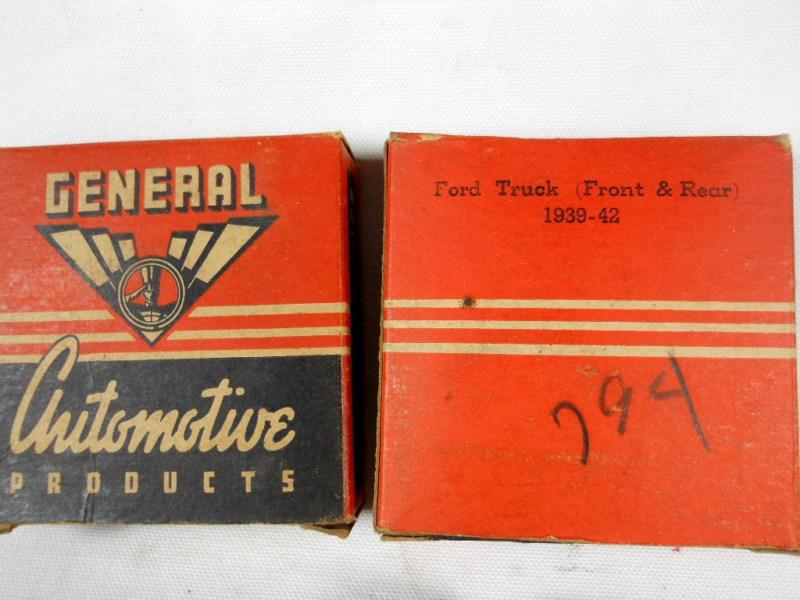 GENERAL
Automotive
PRODUCTS
Ford Truck (Front & Rear)
1939-42
794